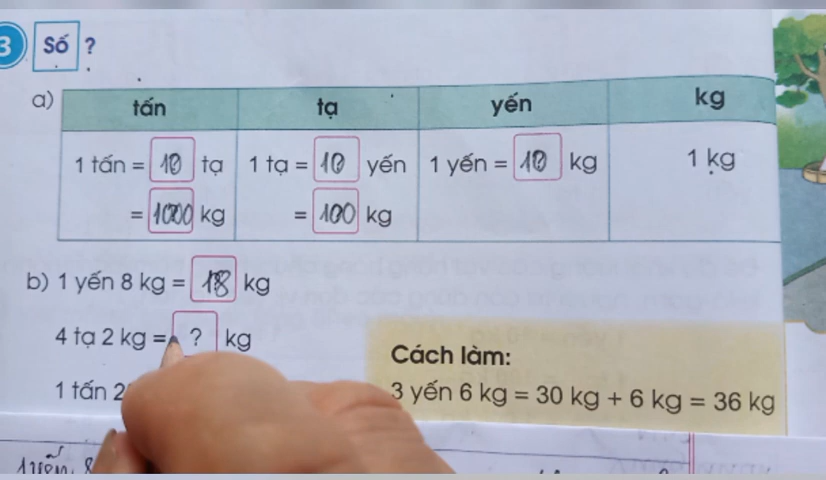 3 Số ?
a) tấn tạ yến kg
1 tấn = 10 tạ 1 tạ = 10 yến 1 yến = 10 kg 1 kg
= 1000 kg = 100 kg
b) 1 yến 8 kg = 18 kg
4 tạ 2 kg = ? kg
Cách làm:
1 tấn 2
3 yến 6 kg = 30 kg + 6 kg = 36 kg